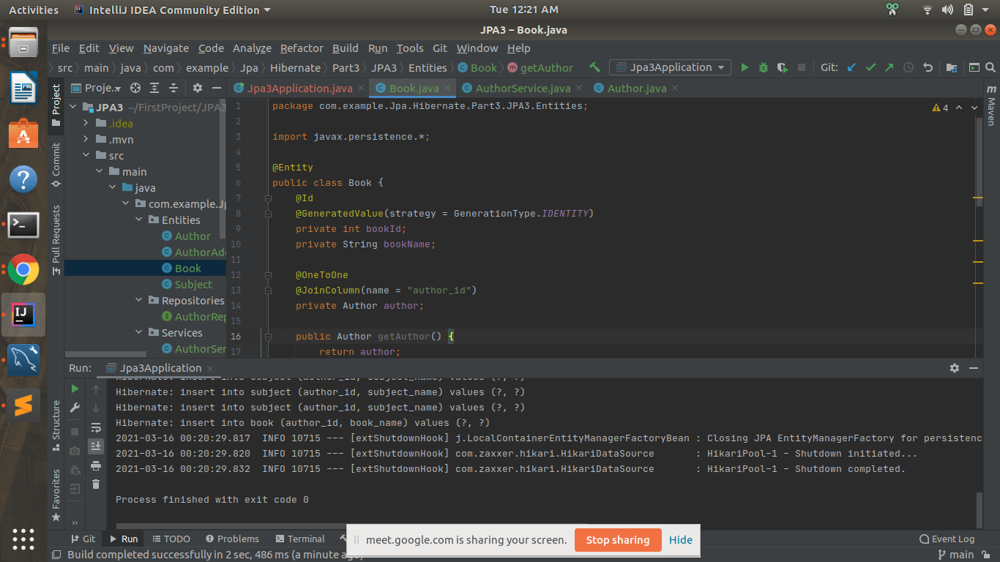 Activities IntelliJ IDEA Community Edition Tue 12:21 AM
JPA3 – Book.java
File Edit View Navigate Code Analyze Refactor Build Run Tools Git Window Help
src main java com example Jpa Hibernate Part3 JPA3 Entities Book getAuthor Jpa3Application Git:
Proje.. Jpa3Application.java Book.java AuthorService.java Author.java
Project
Commit
Pull Requests
Structure
Favorites
Maven
JPA3 ~/FirstProject/JPA3
.idea
.mvn
src
main
java
com.example.Jp
Entities
Author
AuthorAdd
Book
Subject
Repositories
AuthorRep
Services
AuthorSer
4
1 package com.example.Jpa.Hibernate.Part3.JPA3.Entities;
2
3 import javax.persistence.*;
4
5 @Entity
6 public class Book {
7 @Id
8 @GeneratedValue(strategy = GenerationType.IDENTITY)
9 private int bookId;
10 private String bookName;
11
12 @OneToOne
13 @JoinColumn(name = "author_id")
14 private Author author;
15
16 public Author getAuthor() {
17 return author;
Run: Jpa3Application
Hibernate: insert into subject (author_id, subject_name) values (?, ?)
Hibernate: insert into subject (author_id, subject_name) values (?, ?)
Hibernate: insert into subject (author_id, subject_name) values (?, ?)
Hibernate: insert into book (author_id, book_name) values (?, ?)
2021-03-16 00:20:29.817 INFO 10715 --- [extShutdownHook] j.LocalContainerEntityManagerFactoryBean : Closing JPA EntityManagerFactory for persistenc
2021-03-16 00:20:29.820 INFO 10715 --- [extShutdownHook] com.zaxxer.hikari.HikariDataSource : HikariPool-1 - Shutdown initiated...
2021-03-16 00:20:29.832 INFO 10715 --- [extShutdownHook] com.zaxxer.hikari.HikariDataSource : HikariPool-1 - Shutdown completed.
Process finished with exit code 0
meet.google.com is sharing your screen. Stop sharing Hide
Git Run TODO Problems Terminal Event Log
Build completed successfully in 2 sec, 486 ms (a minute ago) main